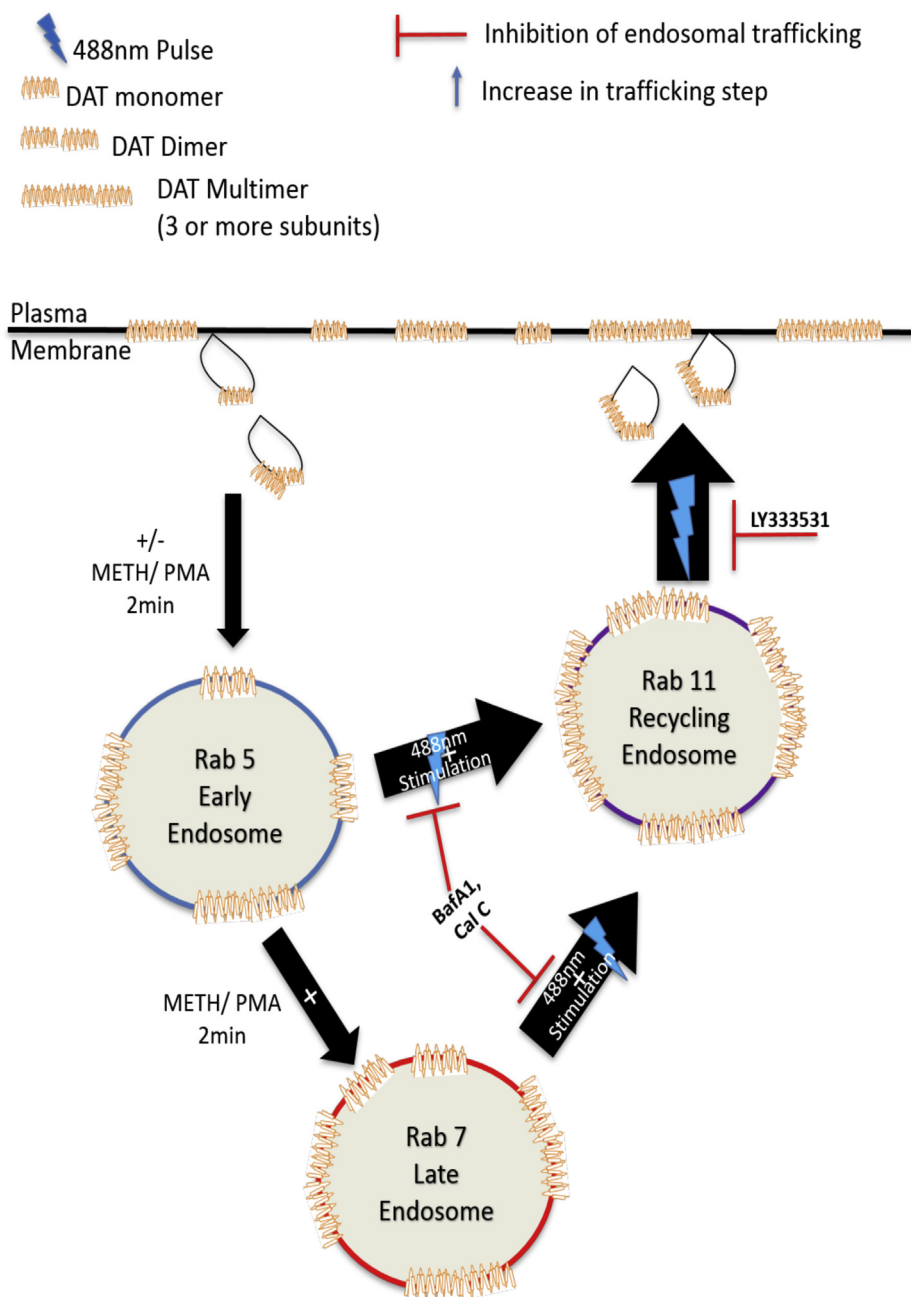 488nm Pulse
DAT monomer
DAT Dimer
DAT Multimer
(3 or more subunits)
Inhibition of endosomal trafficking
Increase in trafficking step
Plasma
Membrane
+/-
METH/ PMA
2min
LY333531
Rab 5
Early
Endosome
488nm
+
Stimulation
Rab 11
Recycling
Endosome
BafA1,
Cal C
488nm
+
Stimulation
METH/ PMA
2min
+
Rab 7
Late
Endosome